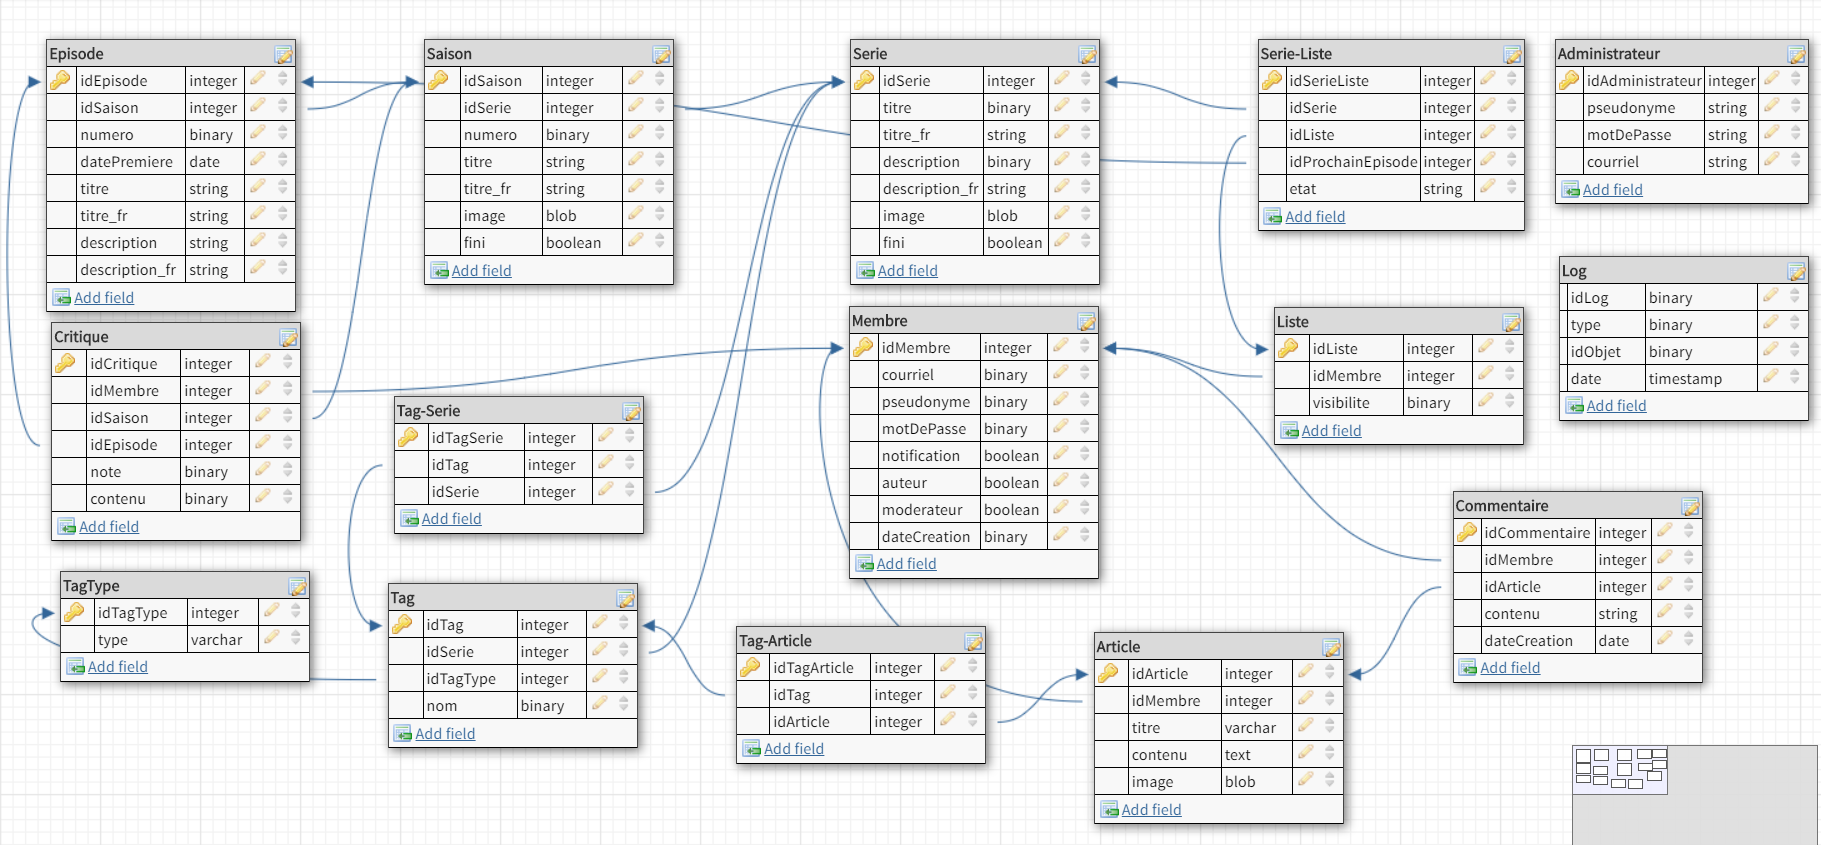 Episode
idEpisode integer
idSaison integer
numero binary
datePremiere date
titre string
titre_fr string
description string
description_fr string
Add field
Saison
idSaison integer
idSerie integer
numero binary
titre string
titre_fr string
image blob
fini boolean
Add field
Serie
idSerie integer
titre binary
titre_fr string
description binary
description_fr string
image blob
fini boolean
Add field
Serie-Liste
idSerieListe integer
idSerie integer
idListe integer
idProchainEpisode integer
etat string
Add field
Administrateur
idAdministrateur integer
pseudonyme string
motDePasse string
courriel string
Add field
Log
idLog binary
type binary
idObjet binary
date timestamp
Add field
Critique
idCritique integer
idMembre integer
idSaison integer
idEpisode integer
note binary
contenu binary
Add field
Tag-Serie
idTagSerie integer
idTag integer
idSerie integer
Add field
Membre
idMembre integer
courriel binary
pseudonyme binary
motDePasse binary
notification boolean
auteur boolean
moderateur boolean
dateCreation binary
Add field
Liste
idListe integer
idMembre integer
visibilite binary
Add field
Commentaire
idCommentaire integer
idMembre integer
idArticle integer
contenu string
dateCreation date
Add field
TagType
idTagType integer
type varchar
Add field
Tag
idTag integer
idSerie integer
idTagType integer
nom binary
Add field
Tag-Article
idTagArticle integer
idTag integer
idArticle integer
Add field
Article
idArticle integer
idMembre integer
titre varchar
contenu text
image blob
Add field